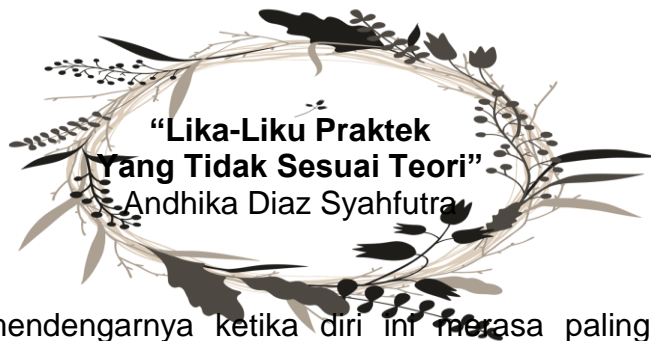 “Lika-Liku Praktek
Yang Tidak Sesuai Teori”
Andhika Diaz Syahfutra
mendengarnya ketika diri ini merasa paling